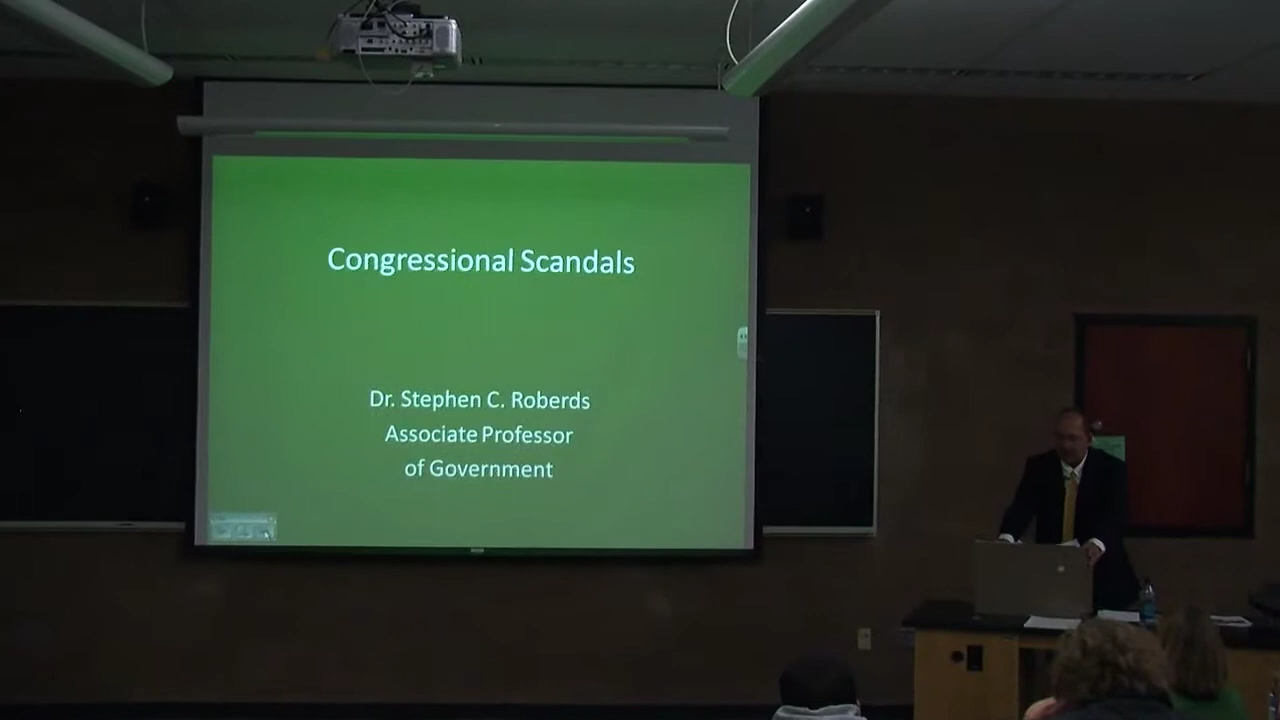 Congressional Scandals
Dr. Stephen C. Roberds
Associate Professor
of Government